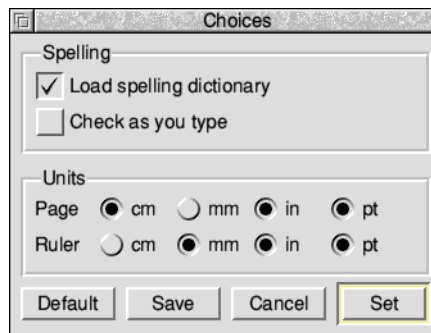 Choices
Spelling
Load spelling dictionary
Check as you type
Units
Page cm mm in pt
Ruler cm mm in pt
Default Save Cancel Set